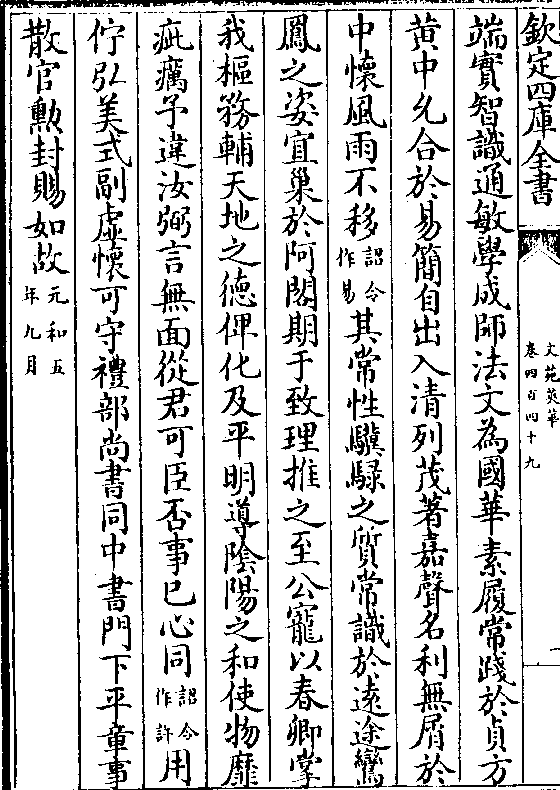 欽定四庫全書
文苑英華
卷四百四十九
端實智識通敏學成師法文為國華素履常踐於貞方
黄中允合於易簡自出入清列茂著嘉聲名利無屑於
中懷風雨不移詔令作易其常性驥騄之質常識於遠途鸞
鳳之姿宜巢於阿閣期于致理推之至公寵以春卿掌
我樞務輔天地之德俾化及平明導陰陽之和使物靡
疵癘予違汝弼言無面從君可臣否事已心同詔令作許用
佇弘美式副虛懷可守禮部尚書同中書門下平章事
散官勲封賜如故元和五年九月